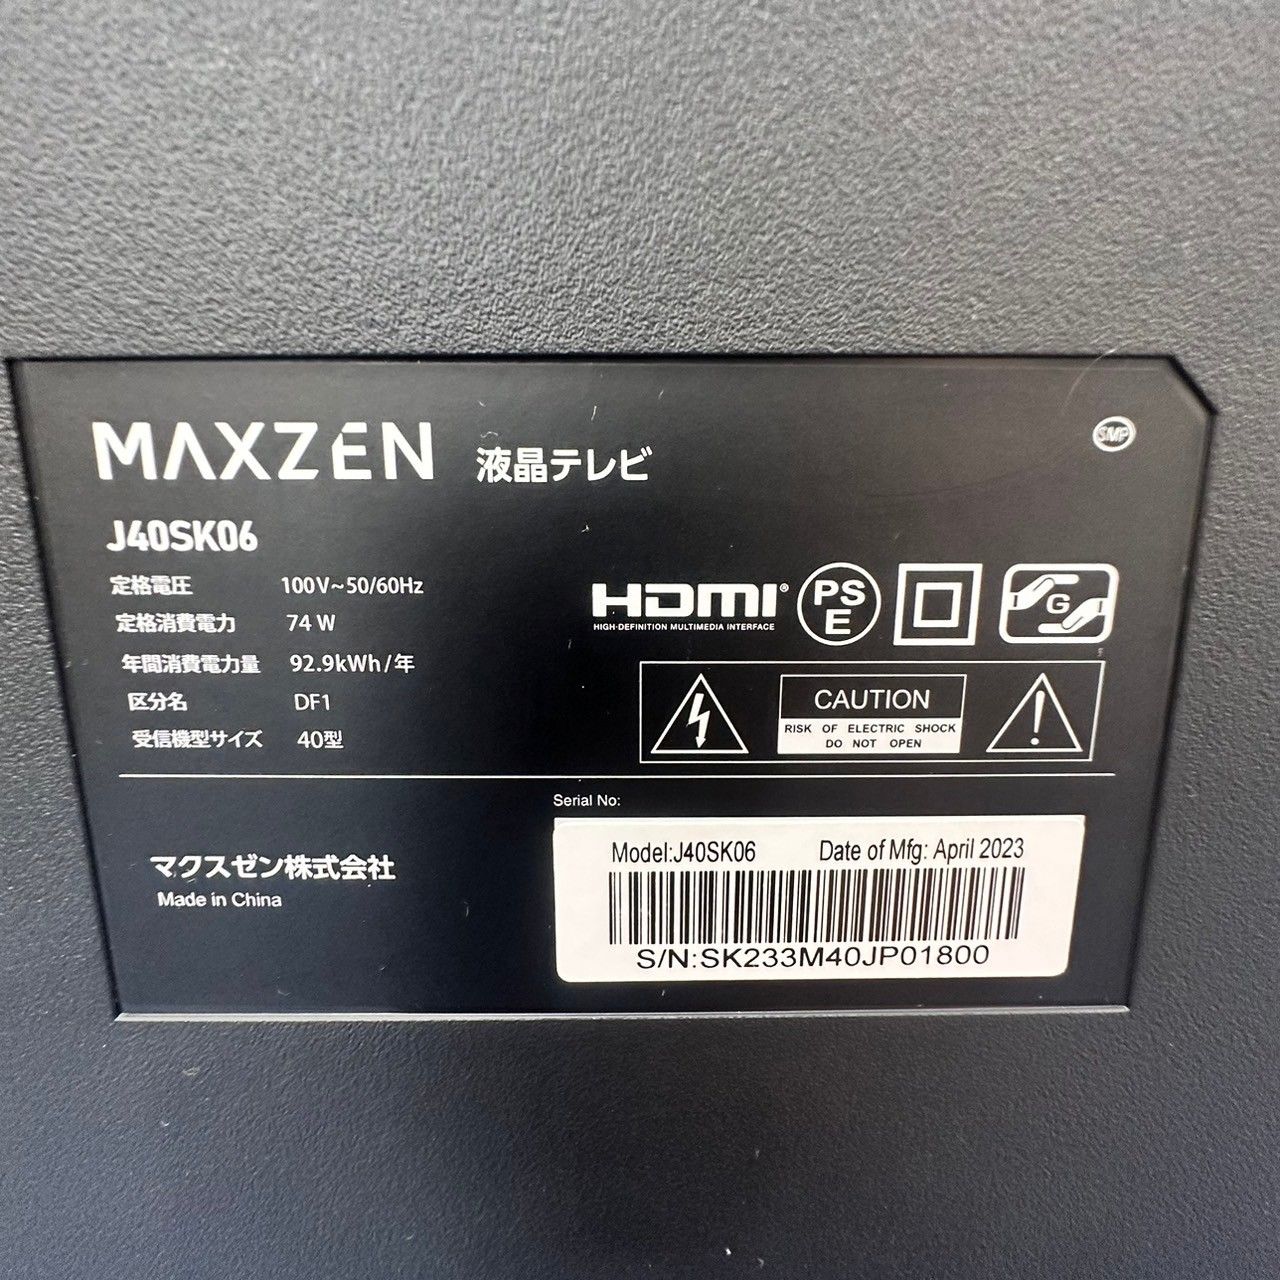 MAXZEN 液晶テレビ
SMP
J40SK06
定格電圧 100V~50/60Hz
定格消費電力 74 W
年間消費電力量 92.9kWh/年
区分名 DF1
受信機型サイズ 40型
HDMI®
HIGH-DEFINITION MULTIMEDIA INTERFACE
PS
E
G
CAUTION
RISK OF ELECTRIC SHOCK
DO NOT OPEN
マクスゼン株式会社
Made in China
Serial No:
Model:J40SK06 Date of Mfg: April 2023
S/N:SK233M40JP01800